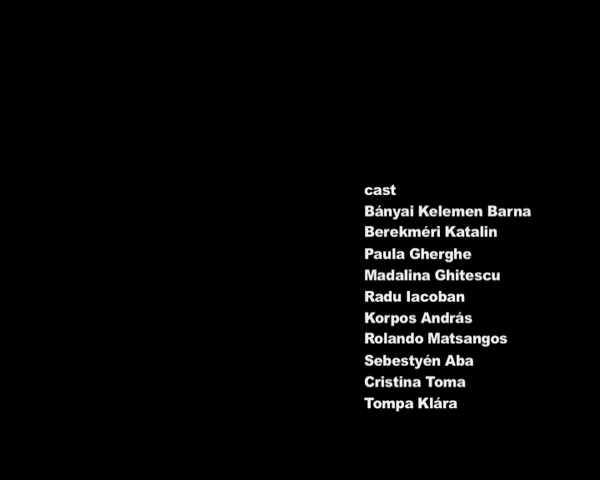 cast
Bányai Kelemen Barna
Berekméri Katalin
Paula Gherghe
Madalina Ghitescu
Radu Iacoban
Korpos András
Rolando Matsangos
Sebestyén Aba
Cristina Toma
Tompa Klára